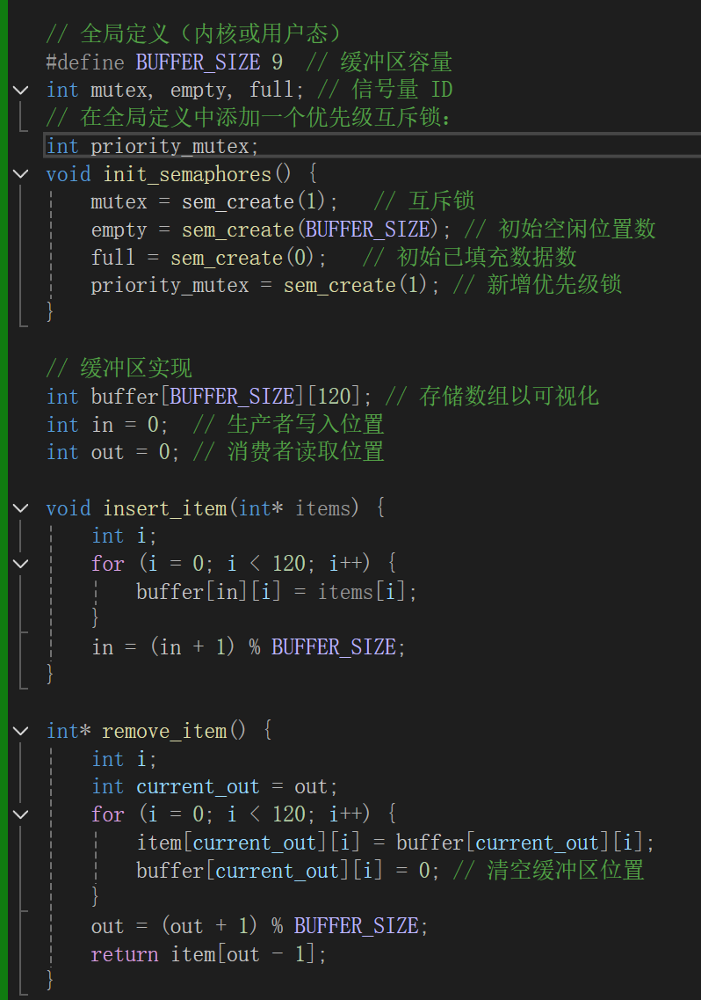 // 全局定义（内核或用户态）
#define BUFFER_SIZE 9  // 缓冲区容量
int mutex, empty, full; // 信号量 ID
// 在全局定义中添加一个优先级互斥锁：
int priority_mutex;
void init_semaphores() {
    mutex = sem_create(1);   // 互斥锁
    empty = sem_create(BUFFER_SIZE); // 初始空闲位置数
    full = sem_create(0);   // 初始已填充数据数
    priority_mutex = sem_create(1); // 新增优先级锁
}
// 缓冲区实现
int buffer[BUFFER_SIZE][120]; // 存储数组以可视化
int in = 0;  // 生产者写入位置
int out = 0; // 消费者读取位置
void insert_item(int* items) {
    int i;
    for (i = 0; i < 120; i++) {
        buffer[in][i] = items[i];
    }
    in = (in + 1) % BUFFER_SIZE;
}
int* remove_item() {
    int i;
    int current_out = out;
    for (i = 0; i < 120; i++) {
        item[current_out][i] = buffer[current_out][i];
        buffer[current_out][i] = 0; // 清空缓冲区位置
    }
    out = (out + 1) % BUFFER_SIZE;
    return item[out - 1];
}